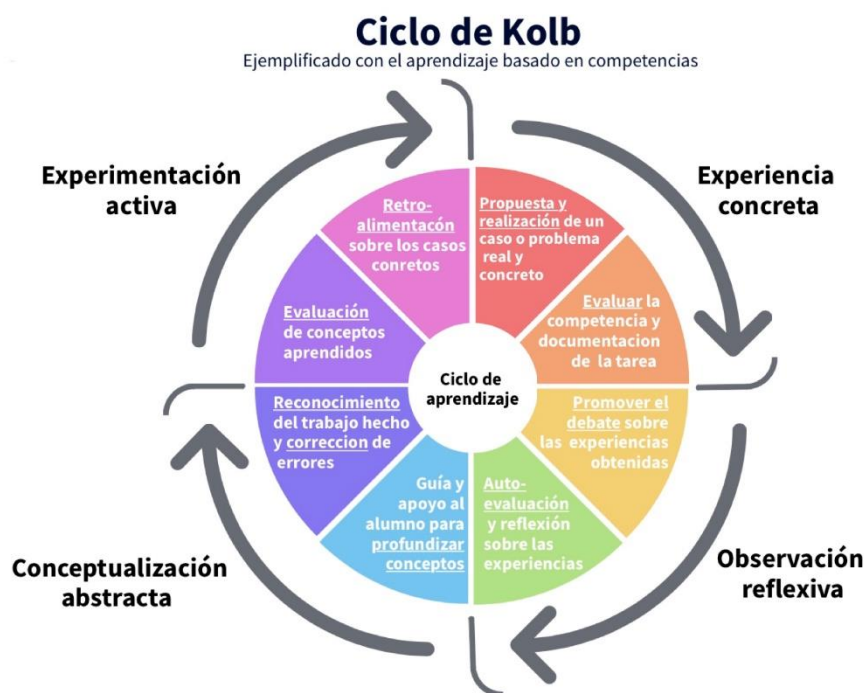 Ciclo de Kolb
Ejemplificado con el aprendizaje basado en competencias
Experimentación
activa
Experiencia
concreta
Retro-
alimentacón
sobre los casos
conretos
Propuesta y
realización de un
caso o problema
real y
concreto
Evaluación
de conceptos
aprendidos
Evaluar la
competencia y
documentacion
de la tarea
Ciclo de
aprendizaje
Reconocimiento
del trabajo hecho
y correccion de
errores
Promover el
debate sobre
las experiencias
obtenidas
Guía y
apoyo al
alumno para
profundizar
conceptos
Auto-
evaluación
y reflexión
sobre las
experiencias
Conceptualización
abstracta
Observación
reflexiva